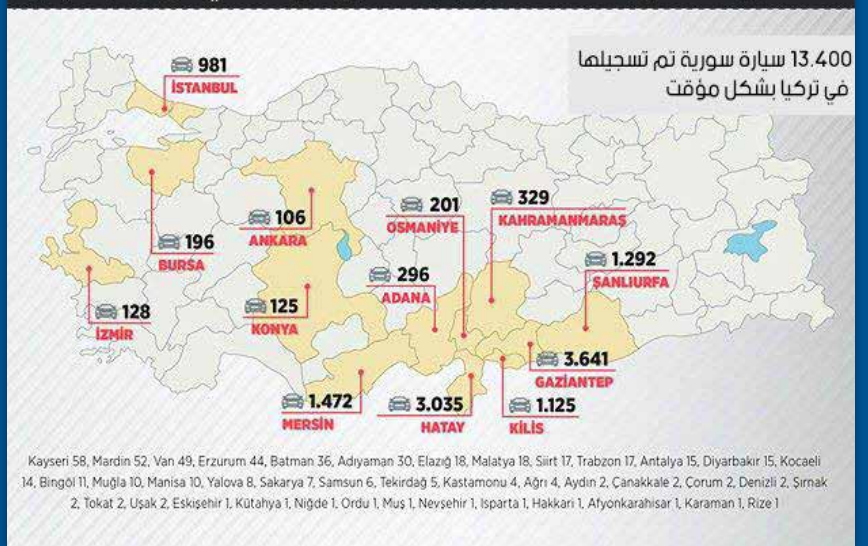 13.400 سيارة سورية تم تسجيلها
في تركيا بشكل مؤقت
981
İSTANBUL
196
BURSA
106
ANKARA
201
OSMANİYE
329
KAHRAMANMARAŞ
128
İZMİR
125
KONYA
296
ADANA
1.292
ŞANLIURFA
3.641
GAZİANTEP
1.472
MERSİN
3.035
HATAY
1.125
KİLİS
Kayseri 58, Mardin 52, Van 49, Erzurum 44, Batman 36, Adıyaman 30, Elazığ 18, Malatya 18, Siirt 17, Trabzon 17, Antalya 15, Diyarbakır 15, Kocaeli
14, Bingöl 11, Muğla 10, Manisa 10, Yalova 8, Sakarya 7, Samsun 6, Tekirdağ 5, Kastamonu 4, Ağrı 4, Aydın 2, Çanakkale 2, Çorum 2, Denizli 2, Şırnak
2, Tokat 2, Uşak 2, Eskişehir 1, Kütahya 1, Niğde 1, Ordu 1, Muş 1, Nevşehir 1, Isparta 1, Hakkari 1, Afyonkarahisar 1, Karaman 1, Rize 1